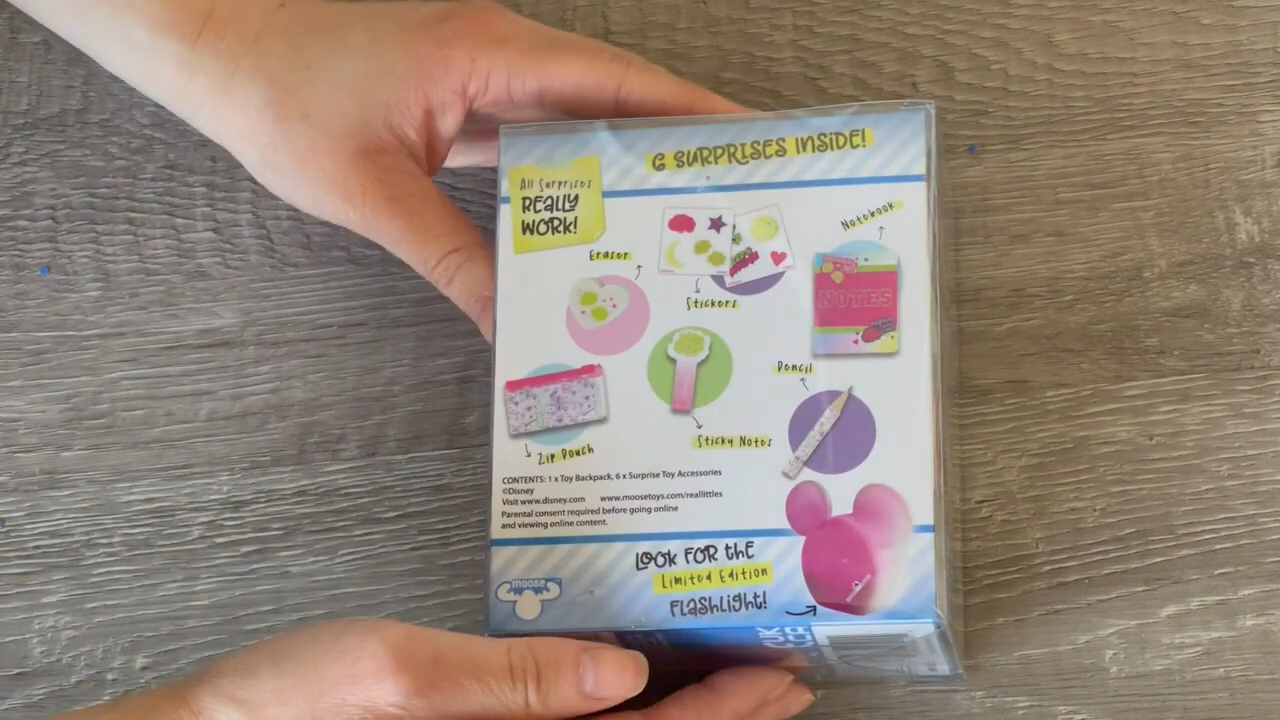 6 SURPRISES INSIDE!
All Surprises
REALLY
WORK!
Notebook
Eraser
Stickers
NOTES
Pencil
Sticky Notes
Zip Pouch
CONTENTS: 1 x Toy Backpack, 6 x Surprise Toy Accessories
©Disney
Visit www.disney.com www.moosetoys.com/reallittles
Parental consent required before going online
and viewing online content.
LOOK FOR THE
Limited Edition
FLASHLIGHT!
moose
UK
CA